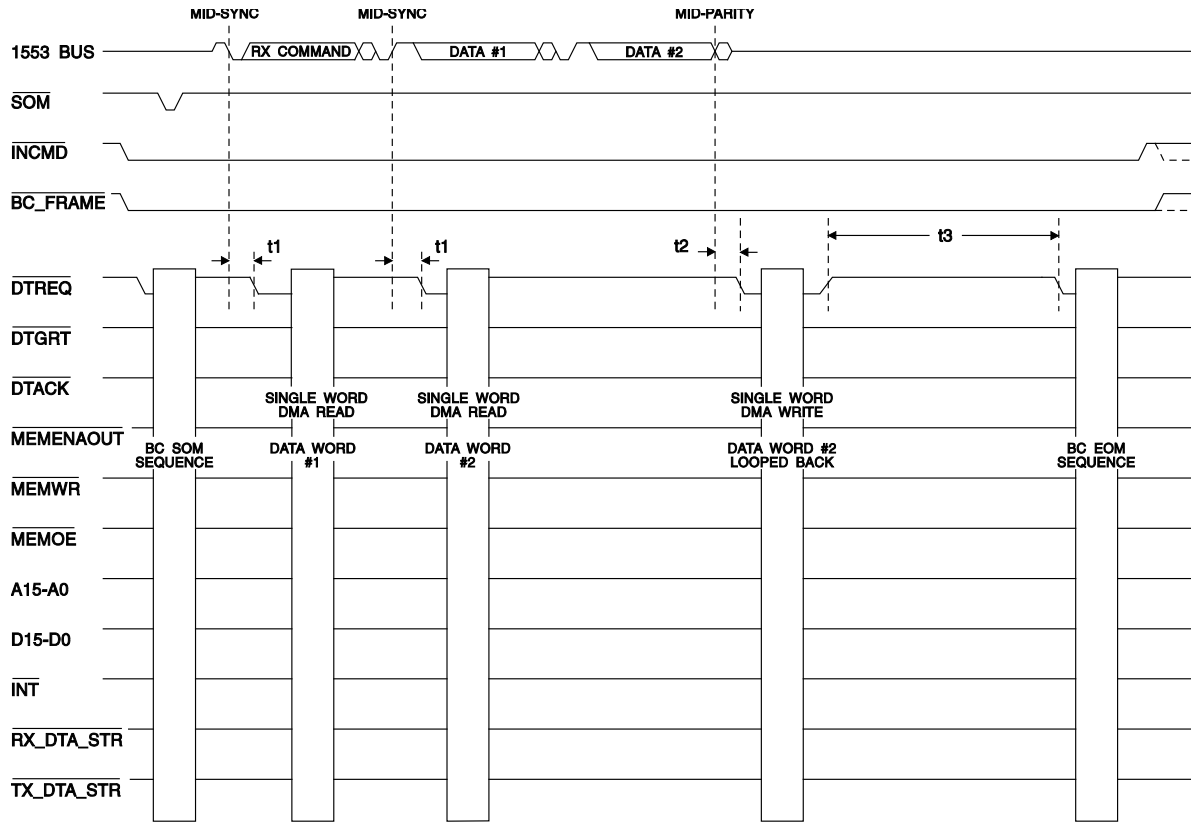 MID-SYNC
MID-SYNC
MID-PARITY
1553 BUS
RX COMMAND
DATA #1
DATA #2
SOM
INCMD
BC_FRAME
t1
t1
t2
t3
DTREQ
DTGRT
DTACK
SINGLE WORD
DMA READ
SINGLE WORD
DMA READ
SINGLE WORD
DMA WRITE
MEMENAOUT
BC SOM
SEQUENCE
DATA WORD
#1
DATA WORD
#2
DATA WORD #2
LOOPED BACK
BC EOM
SEQUENCE
MEMWR
MEMOE
A15-A0
D15-D0
INT
RX_DTA_STR
TX_DTA_STR